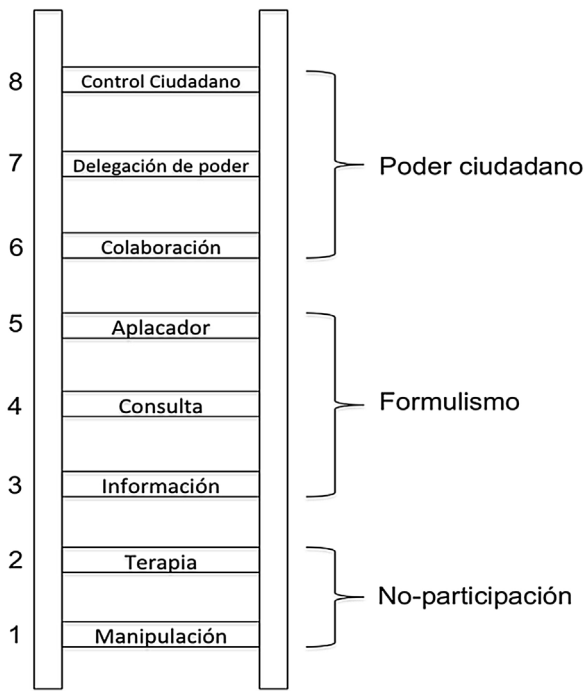 8 Control Ciudadano
7 Delegación de poder Poder ciudadano
6 Colaboración
5 Aplacador
4 Consulta Formulismo
3 Información
2 Terapia
No-participación
1 Manipulación